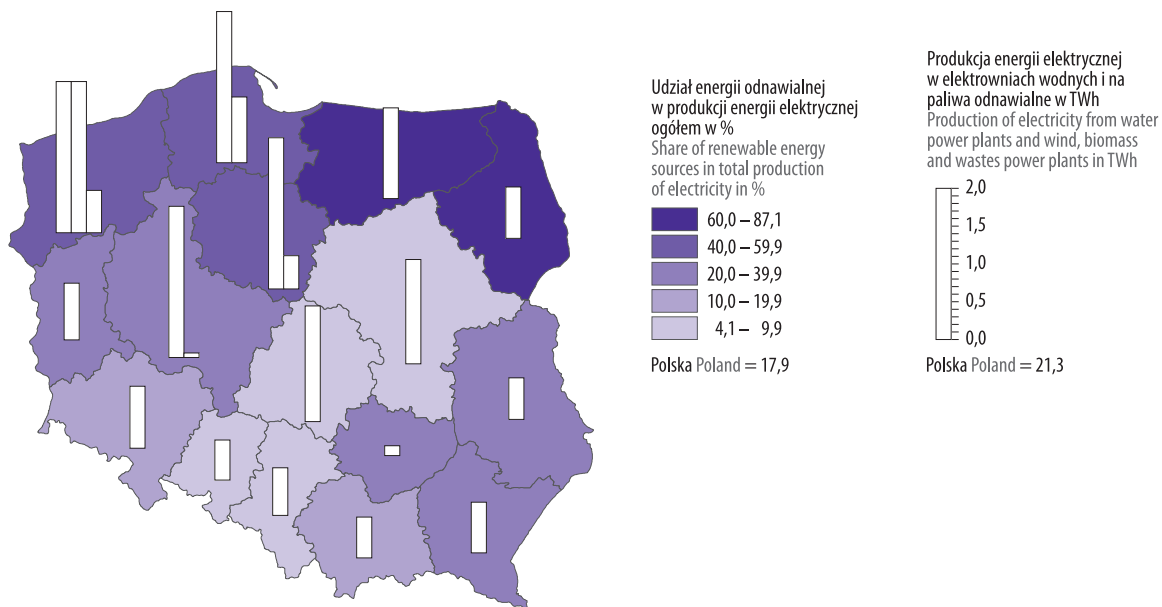 Udział energii odnawialnej
w produkcji energii elektrycznej
ogółem w %
Share of renewable energy
sources in total production
of electricity in %
60,0 – 87,1
40,0 – 59,9
20,0 – 39,9
10,0 – 19,9
4,1 – 9,9
Polska Poland = 17,9
Produkcja energii elektrycznej
w elektrowniach wodnych i na
paliwa odnawialne w TWh
Production of electricity from water
power plants and wind, biomass
and wastes power plants in TWh
2,0
1,5
1,0
0,5
0,0
Polska Poland = 21,3